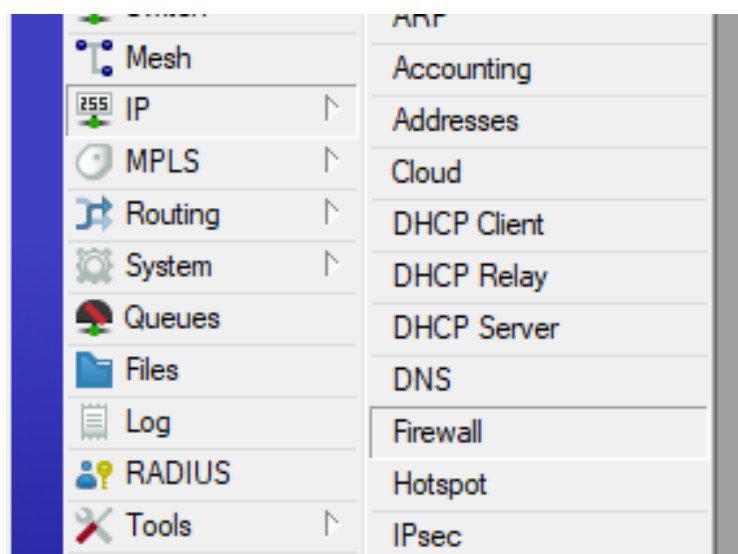 Mesh
IP
MPLS
Routing
System
Queues
Files
Log
RADIUS
Tools
ARP
Accounting
Addresses
Cloud
DHCP Client
DHCP Relay
DHCP Server
DNS
Firewall
Hotspot
IPsec